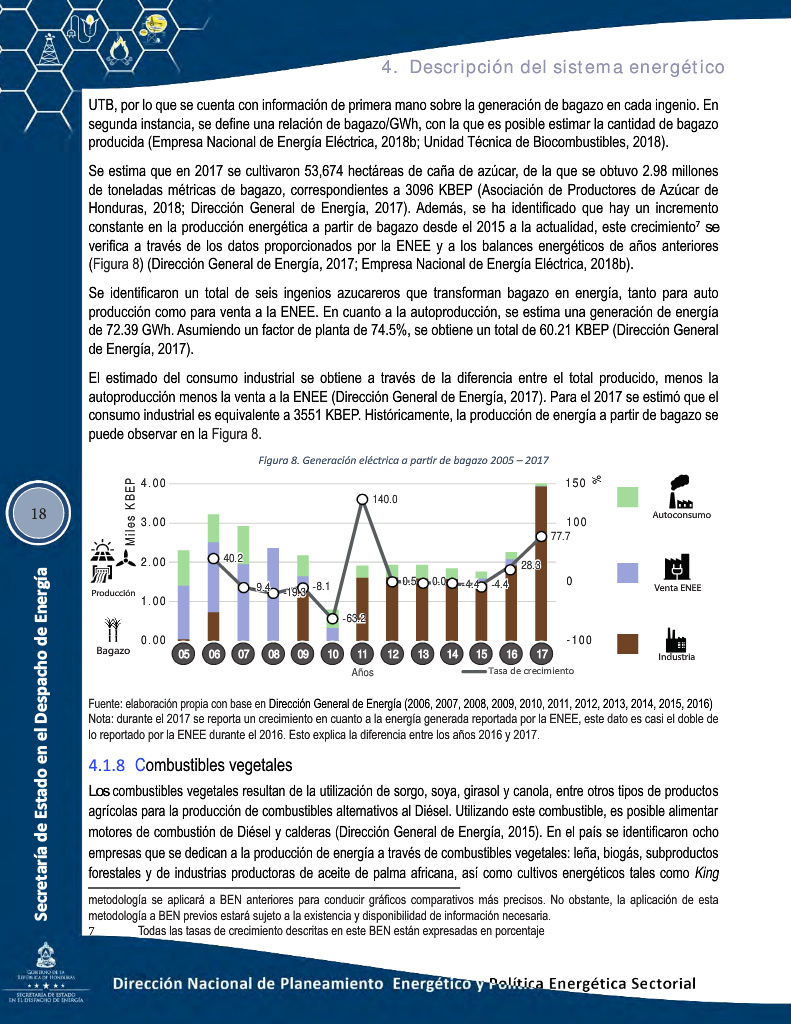 4. Descripción del sistema energético
UTB, por lo que se cuenta con información de primera mano sobre la generación de bagazo en cada ingenio. En
segunda instancia, se define una relación de bagazo/GWh, con la que es posible estimar la cantidad de bagazo
producida (Empresa Nacional de Energía Eléctrica, 2018b; Unidad Técnica de Biocombustibles, 2018).
Se estima que en 2017 se cultivaron 53,674 hectáreas de caña de azúcar, de la que se obtuvo 2.98 millones
de toneladas métricas de bagazo, correspondientes a 3096 KBEP (Asociación de Productores de Azúcar de
Honduras, 2018; Dirección General de Energía, 2017). Además, se ha identificado que hay un incremento
constante en la producción energética a partir de bagazo desde el 2015 a la actualidad, este crecimiento⁷ se
verifica a través de los datos proporcionados por la ENEE y a los balances energéticos de años anteriores
(Figura 8) (Dirección General de Energía, 2017; Empresa Nacional de Energía Eléctrica, 2018b).
Se identificaron un total de seis ingenios azucareros que transforman bagazo en energía, tanto para auto
producción como para venta a la ENEE. En cuanto a la autoproducción, se estima una generación de energía
de 72.39 GWh. Asumiendo un factor de planta de 74.5%, se obtiene un total de 60.21 KBEP (Dirección General
de Energía, 2017).
El estimado del consumo industrial se obtiene a través de la diferencia entre el total producido, menos la
autoproducción menos la venta a la ENEE (Dirección General de Energía, 2017). Para el 2017 se estimó que el
consumo industrial es equivalente a 3551 KBEP. Históricamente, la producción de energía a partir de bagazo se
puede observar en la Figura 8.
Figura 8. Generación eléctrica a partir de bagazo 2005 – 2017
Miles KBEP
4.00
3.00
2.00
1.00
0.00
150 %
100
0
-100
40.2
-9.4
-19.3
-8.1
-63.2
140.0
0.5
0.0
-4.4
-4.4
28.3
77.7
05 06 07 08 09 10 11 12 13 14 15 16 17
Años
Tasa de crecimiento
Producción
Bagazo
Autoconsumo
Venta ENEE
Industria
Fuente: elaboración propia con base en Dirección General de Energía (2006, 2007, 2008, 2009, 2010, 2011, 2012, 2013, 2014, 2015, 2016)
Nota: durante el 2017 se reporta un crecimiento en cuanto a la energía generada reportada por la ENEE, este dato es casi el doble de
lo reportado por la ENEE durante el 2016. Esto explica la diferencia entre los años 2016 y 2017.
4.1.8 Combustibles vegetales
Los combustibles vegetales resultan de la utilización de sorgo, soya, girasol y canola, entre otros tipos de productos
agrícolas para la producción de combustibles alternativos al Diésel. Utilizando este combustible, es posible alimentar
motores de combustión de Diésel y calderas (Dirección General de Energía, 2015). En el país se identificaron ocho
empresas que se dedican a la producción de energía a través de combustibles vegetales: leña, biogás, subproductos
forestales y de industrias productoras de aceite de palma africana, así como cultivos energéticos tales como King
metodología se aplicará a BEN anteriores para conducir gráficos comparativos más precisos. No obstante, la aplicación de esta
metodología a BEN previos estará sujeto a la existencia y disponibilidad de información necesaria.
7 Todas las tasas de crecimiento descritas en este BEN están expresadas en porcentaje
18
Secretaría de Estado en el Despacho de Energía
GOBIERNO DE LA
REPÚBLICA DE HONDURAS
SECRETARÍA DE ESTADO
EN EL DESPACHO DE ENERGÍA
Dirección Nacional de Planeamiento Energético y Política Energética Sectorial